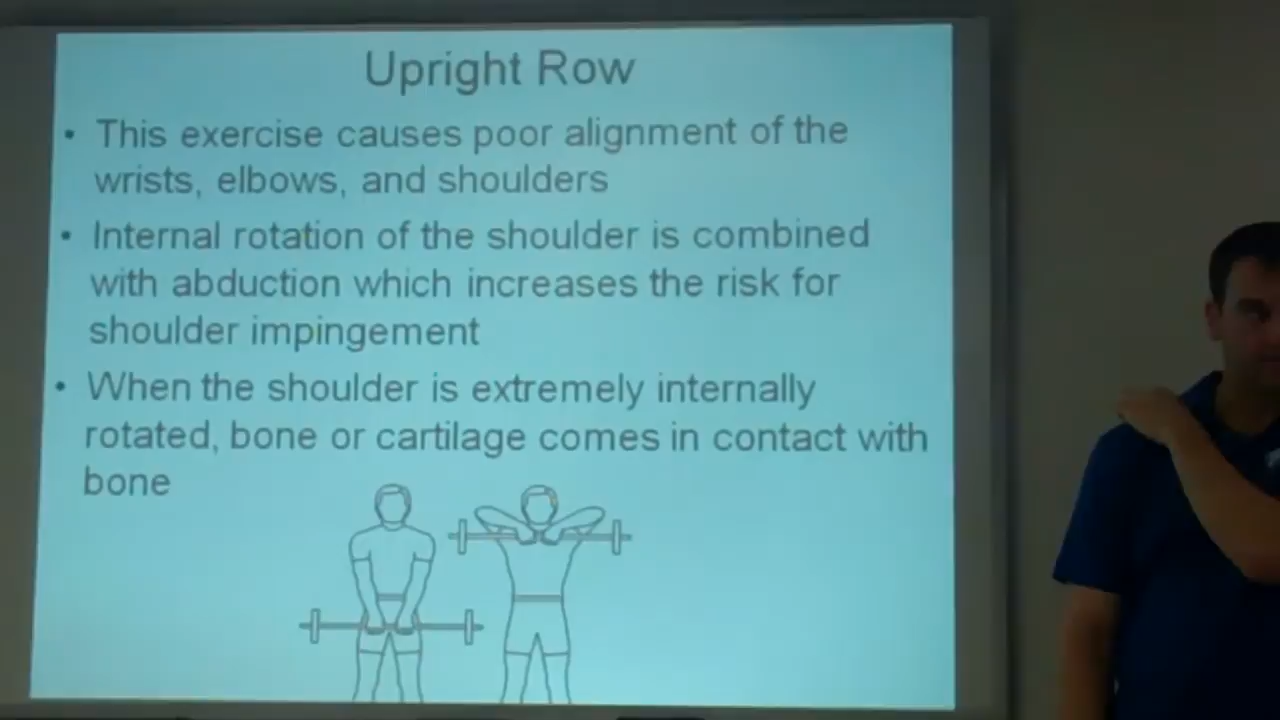 Upright Row
• This exercise causes poor alignment of the
wrists, elbows, and shoulders
• Internal rotation of the shoulder is combined
with abduction which increases the risk for
shoulder impingement
• When the shoulder is extremely internally
rotated, bone or cartilage comes in contact with
bone